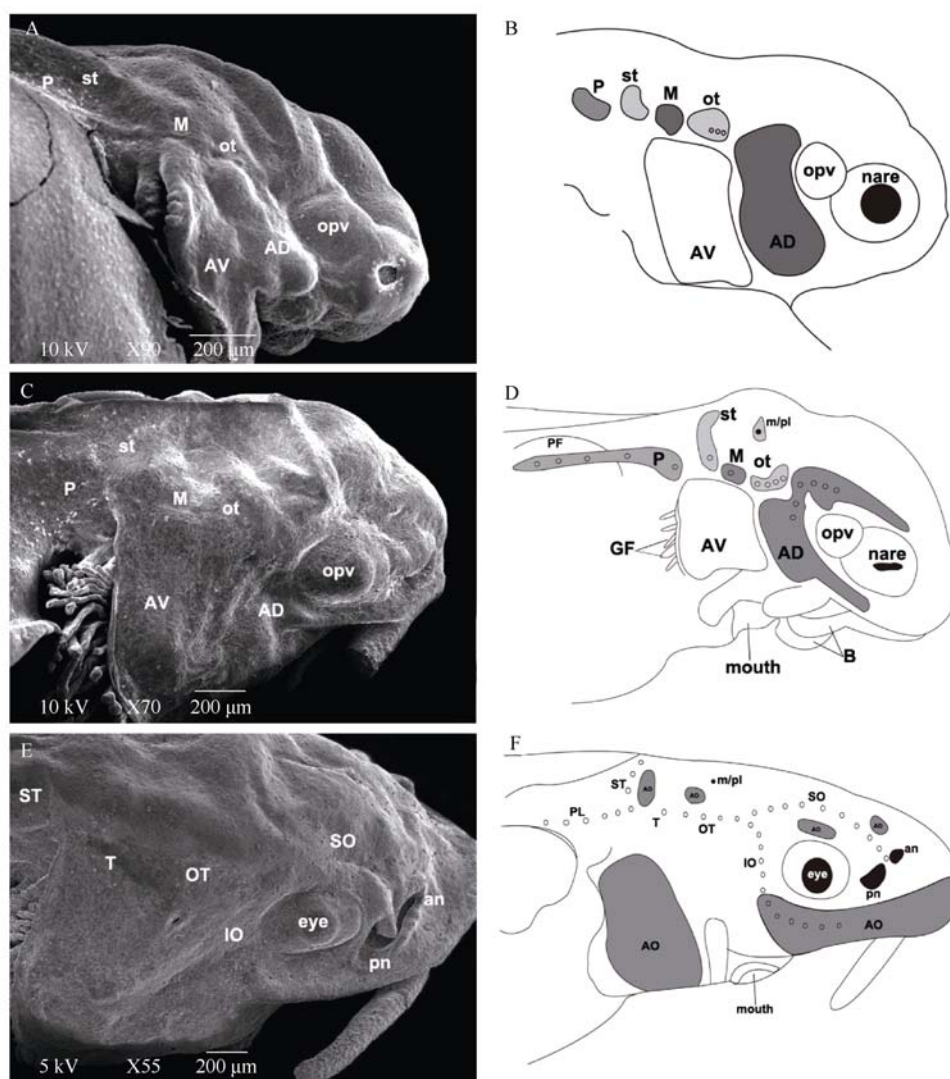 A
P
st
M
ot
opv
AD
AV
10 kV X90 200 µm
B
P
st
M
ot
opv
nare
AV
AD
C
st
P
M
ot
opv
AV
AD
10 kV X70 200 µm
D
st
m/pl
PF
P
M
ot
opv
nare
GF
AV
AD
mouth
B
E
ST
SO
T
OT
an
eye
IO
pn
5 kV X55 200 µm
F
ST
AO
m/pl
SO
AO
PL
T
OT
AO
AO
an
IO
eye
pn
AO
AO
mouth